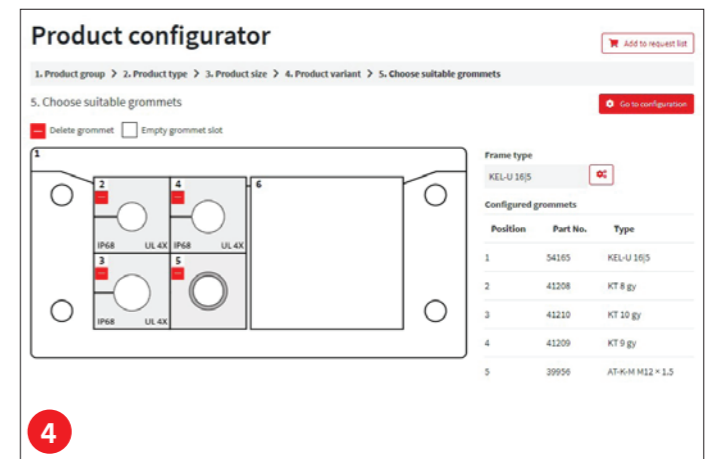 Product configurator
Add to request list
1. Product group > 2. Product type > 3. Product size > 4. Product variant > 5. Choose suitable grommets
5. Choose suitable grommets
Go to configuration
Delete grommet
Empty grommet slot
1
2
4
6
IP68 UL 4X
IP68 UL 4X
3
5
IP68 UL 4X
Frame type
KEL-U 16|5
Configured grommets
Position Part No. Type
1 54165 KEL-U 16|5
2 41208 KT 8 gy
3 41210 KT 10 gy
4 41209 KT 9 gy
5 39956 AT-K-M M12 × 1.5
4